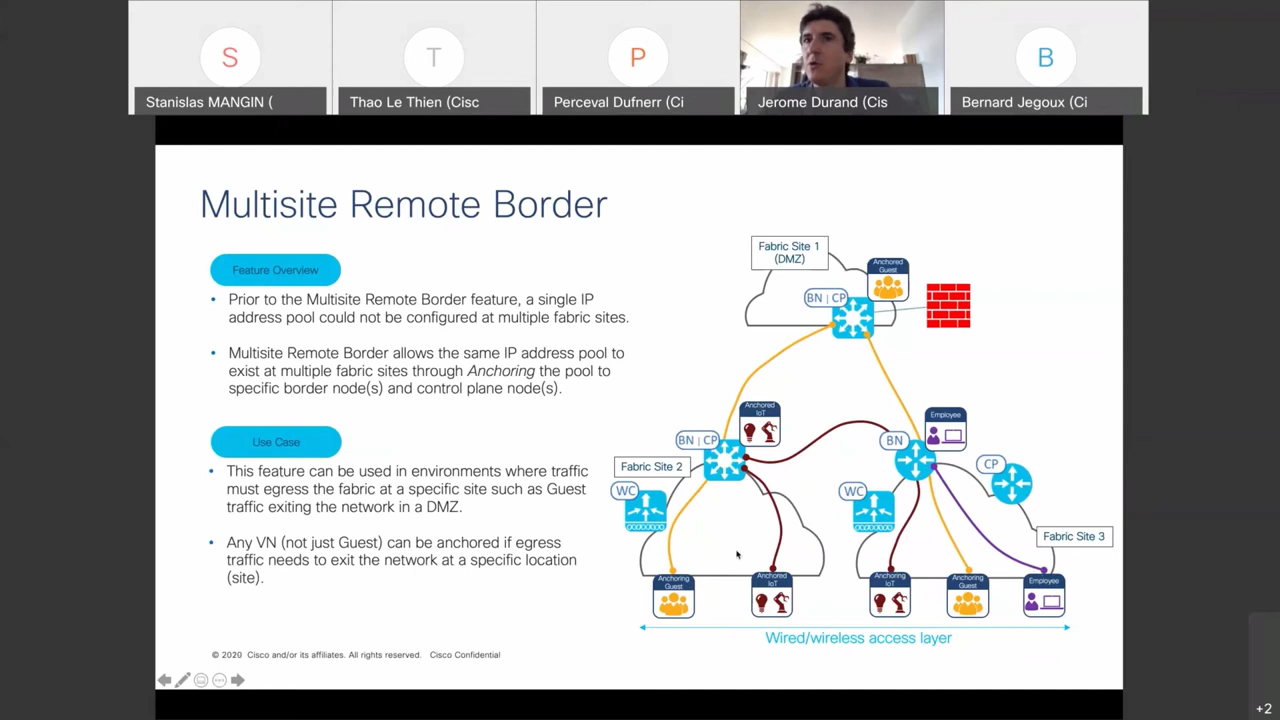 S
T
P
B
Stanislas MANGIN (
Thao Le Thien (Cisc
Perceval Dufnerr (Ci
Jerome Durand (Cis
Bernard Jegoux (Ci
Multisite Remote Border
Feature Overview
• Prior to the Multisite Remote Border feature, a single IP
address pool could not be configured at multiple fabric sites.
• Multisite Remote Border allows the same IP address pool to
exist at multiple fabric sites through Anchoring the pool to
specific border node(s) and control plane node(s).
Use Case
• This feature can be used in environments where traffic
must egress the fabric at a specific site such as Guest
traffic exiting the network in a DMZ.
• Any VN (not just Guest) can be anchored if egress
traffic needs to exit the network at a specific location
(site).
Fabric Site 1
(DMZ)
Anchored
Guest
BN | CP
Anchored
IoT
BN | CP
Fabric Site 2
WC
Employee
BN
CP
WC
Fabric Site 3
Anchoring
Guest
Anchored
IoT
Anchoring
IoT
Anchoring
Guest
Employee
Wired/wireless access layer
© 2020 Cisco and/or its affiliates. All rights reserved. Cisco Confidential
+2